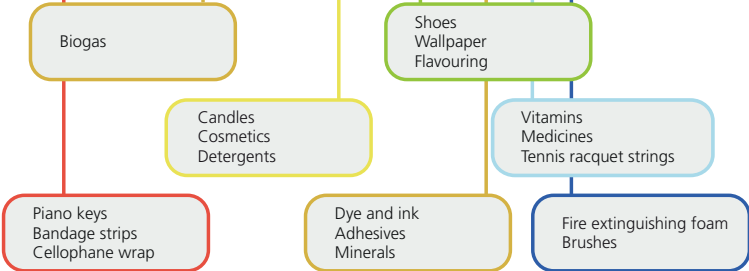 Biogas
Shoes
Wallpaper
Flavouring
Candles
Cosmetics
Detergents
Vitamins
Medicines
Tennis racquet strings
Piano keys
Bandage strips
Cellophane wrap
Dye and ink
Adhesives
Minerals
Fire extinguishing foam
Brushes